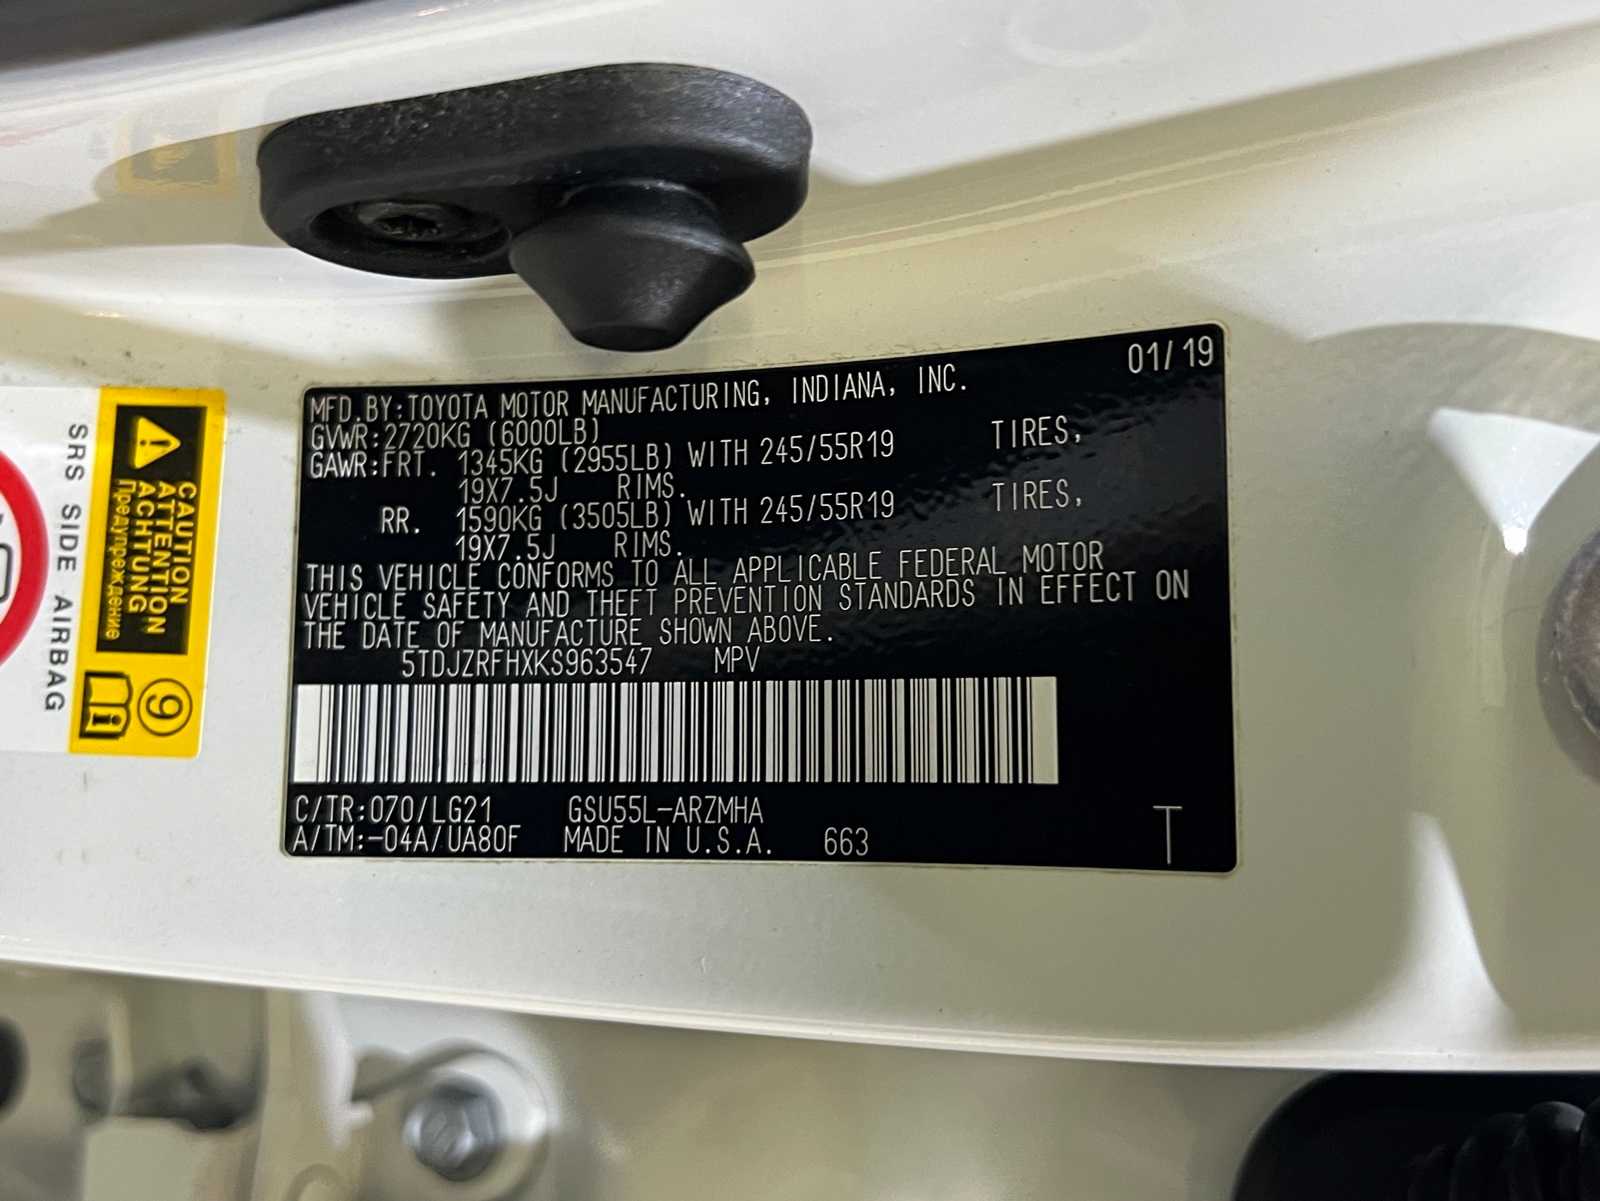 MFD.BY:TOYOTA MOTOR MANUFACTURING, INDIANA, INC. 01/19
GVWR:2720KG (6000LB)
GAWR:FRT. 1345KG (2955LB) WITH 245/55R19 TIRES,
19X7.5J RIMS.
RR. 1590KG (3505LB) WITH 245/55R19 TIRES,
19X7.5J RIMS.
THIS VEHICLE CONFORMS TO ALL APPLICABLE FEDERAL MOTOR
VEHICLE SAFETY AND THEFT PREVENTION STANDARDS IN EFFECT ON
THE DATE OF MANUFACTURE SHOWN ABOVE.
5TDJZRFHXKS963547 MPV
C/TR:070/LG21 GSU55L-ARZMHA
A/TM:-04A/UA80F MADE IN U.S.A. 663 T
CAUTION
ATTENTION
ACHTUNG
Предупреждение
9
i
SRS SIDE AIRBAG